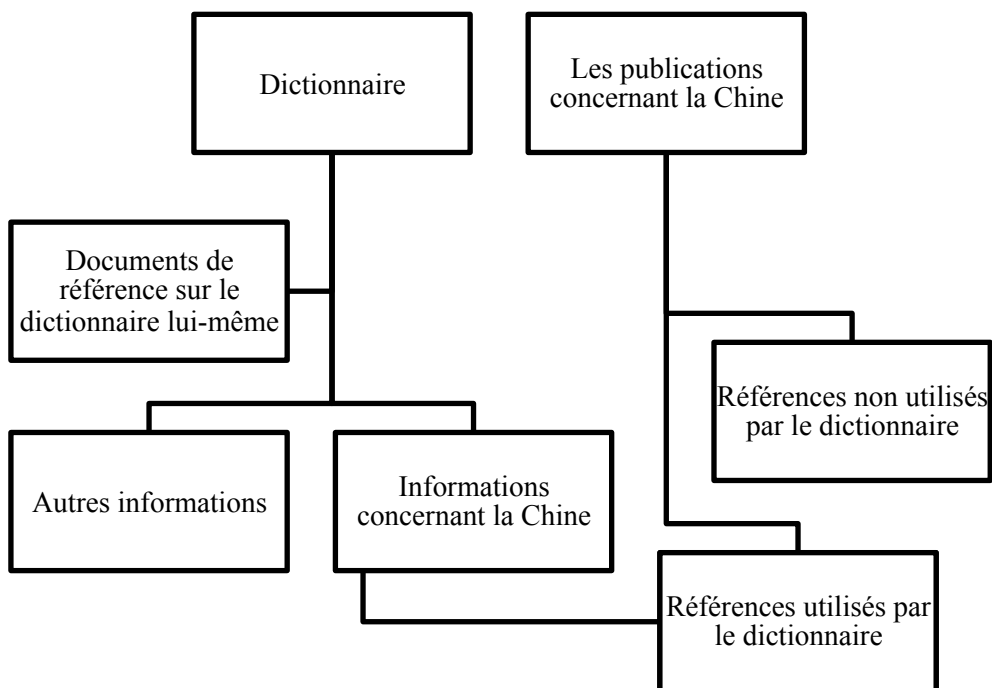 Dictionnaire
Les publications
concernant la Chine
Documents de
référence sur le
dictionnaire lui-même
Références non utilisés
par le dictionnaire
Autres informations
Informations
concernant la Chine
Références utilisés par
le dictionnaire